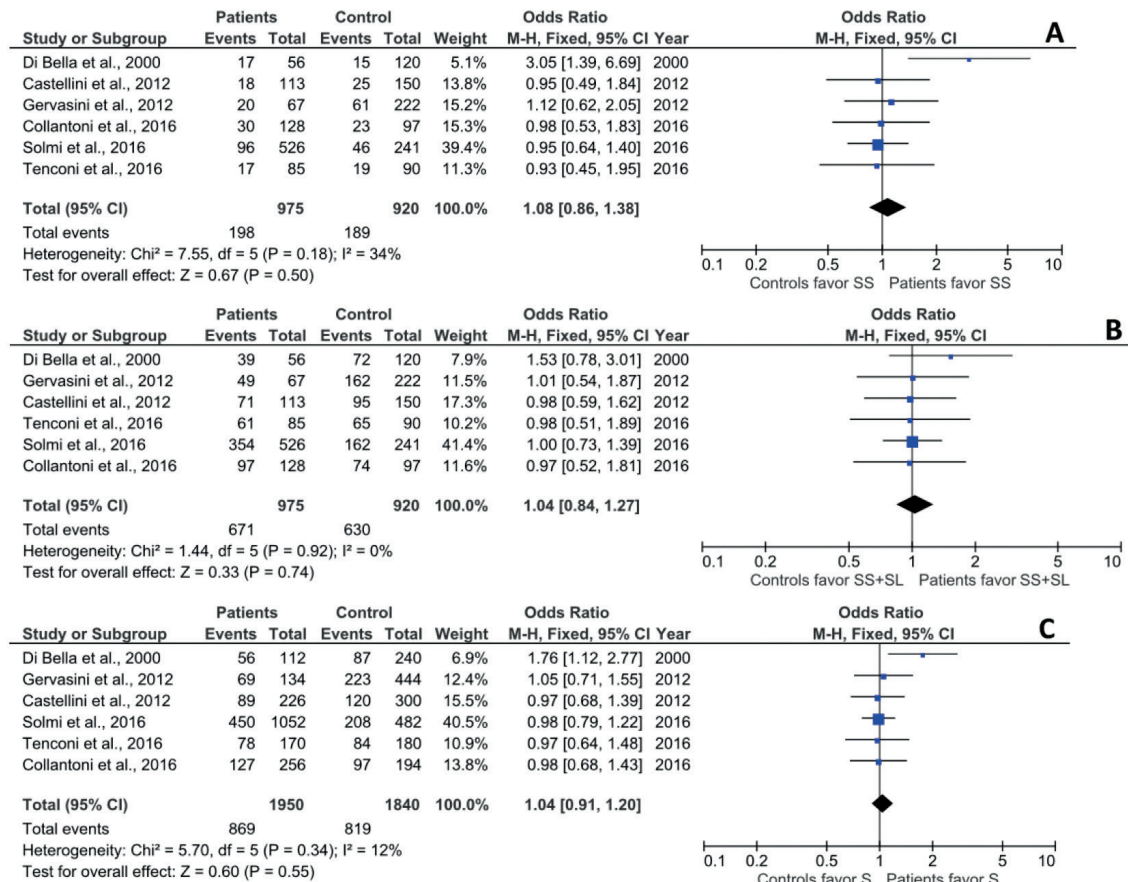 Patients Control Odds Ratio Odds Ratio A
Study or Subgroup Events Total Events Total Weight M-H, Fixed, 95% CI Year M-H, Fixed, 95% CI
Di Bella et al., 2000 17 56 15 120 5.1% 3.05 [1.39, 6.69] 2000
Castellini et al., 2012 18 113 25 150 13.8% 0.95 [0.49, 1.84] 2012
Gervasini et al., 2012 20 67 61 222 15.2% 1.12 [0.62, 2.05] 2012
Collantoni et al., 2016 30 128 23 97 15.3% 0.98 [0.53, 1.83] 2016
Solmi et al., 2016 96 526 46 241 39.4% 0.95 [0.64, 1.40] 2016
Tenconi et al., 2016 17 85 19 90 11.3% 0.93 [0.45, 1.95] 2016
Total (95% CI) 975 920 100.0% 1.08 [0.86, 1.38]
Total events 198 189
Heterogeneity: Chi² = 7.55, df = 5 (P = 0.18); I² = 34%
Test for overall effect: Z = 0.67 (P = 0.50)
0.1 0.2 0.5 1 2 5 10
Controls favor SS Patients favor SS
Patients Control Odds Ratio Odds Ratio B
Study or Subgroup Events Total Events Total Weight M-H, Fixed, 95% CI Year M-H, Fixed, 95% CI
Di Bella et al., 2000 39 56 72 120 7.9% 1.53 [0.78, 3.01] 2000
Gervasini et al., 2012 49 67 162 222 11.5% 1.01 [0.54, 1.87] 2012
Castellini et al., 2012 71 113 95 150 17.3% 0.98 [0.59, 1.62] 2012
Tenconi et al., 2016 61 85 65 90 10.2% 0.98 [0.51, 1.89] 2016
Solmi et al., 2016 354 526 162 241 41.4% 1.00 [0.73, 1.39] 2016
Collantoni et al., 2016 97 128 74 97 11.6% 0.97 [0.52, 1.81] 2016
Total (95% CI) 975 920 100.0% 1.04 [0.84, 1.27]
Total events 671 630
Heterogeneity: Chi² = 1.44, df = 5 (P = 0.92); I² = 0%
Test for overall effect: Z = 0.33 (P = 0.74)
0.1 0.2 0.5 1 2 5 10
Controls favor SS+SL Patients favor SS+SL
Patients Control Odds Ratio Odds Ratio C
Study or Subgroup Events Total Events Total Weight M-H, Fixed, 95% CI Year M-H, Fixed, 95% CI
Di Bella et al., 2000 56 112 87 240 6.9% 1.76 [1.12, 2.77] 2000
Gervasini et al., 2012 69 134 223 444 12.4% 1.05 [0.71, 1.55] 2012
Castellini et al., 2012 89 226 120 300 15.5% 0.97 [0.68, 1.39] 2012
Solmi et al., 2016 450 1052 208 482 40.5% 0.98 [0.79, 1.22] 2016
Tenconi et al., 2016 78 170 84 180 10.9% 0.97 [0.64, 1.48] 2016
Collantoni et al., 2016 127 256 97 194 13.8% 0.98 [0.68, 1.43] 2016
Total (95% CI) 1950 1840 100.0% 1.04 [0.91, 1.20]
Total events 869 819
Heterogeneity: Chi² = 5.70, df = 5 (P = 0.34); I² = 12%
Test for overall effect: Z = 0.60 (P = 0.55)
0.1 0.2 0.5 1 2 5 10
Controls favor S Patients favor S